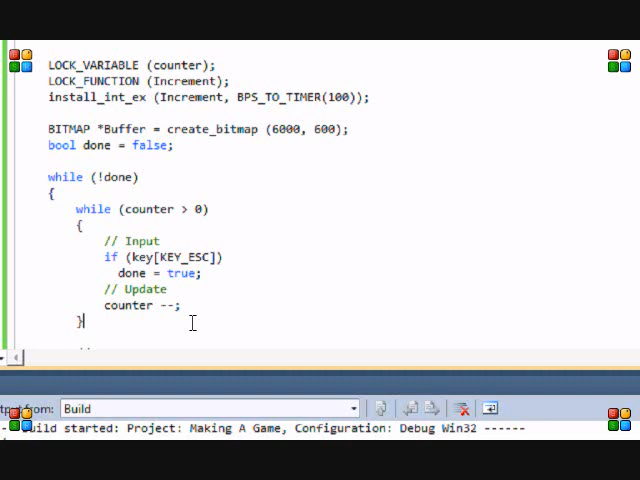 LOCK_VARIABLE (counter);
LOCK_FUNCTION (Increment);
install_int_ex (Increment, BPS_TO_TIMER(100));
BITMAP *Buffer = create_bitmap (6000, 600);
bool done = false;
while (!done)
{
while (counter > 0)
{
// Input
if (key[KEY_ESC])
done = true;
// Update
counter --;
}
from: Build
build started: Project: Making A Game, Configuration: Debug Win32 ------